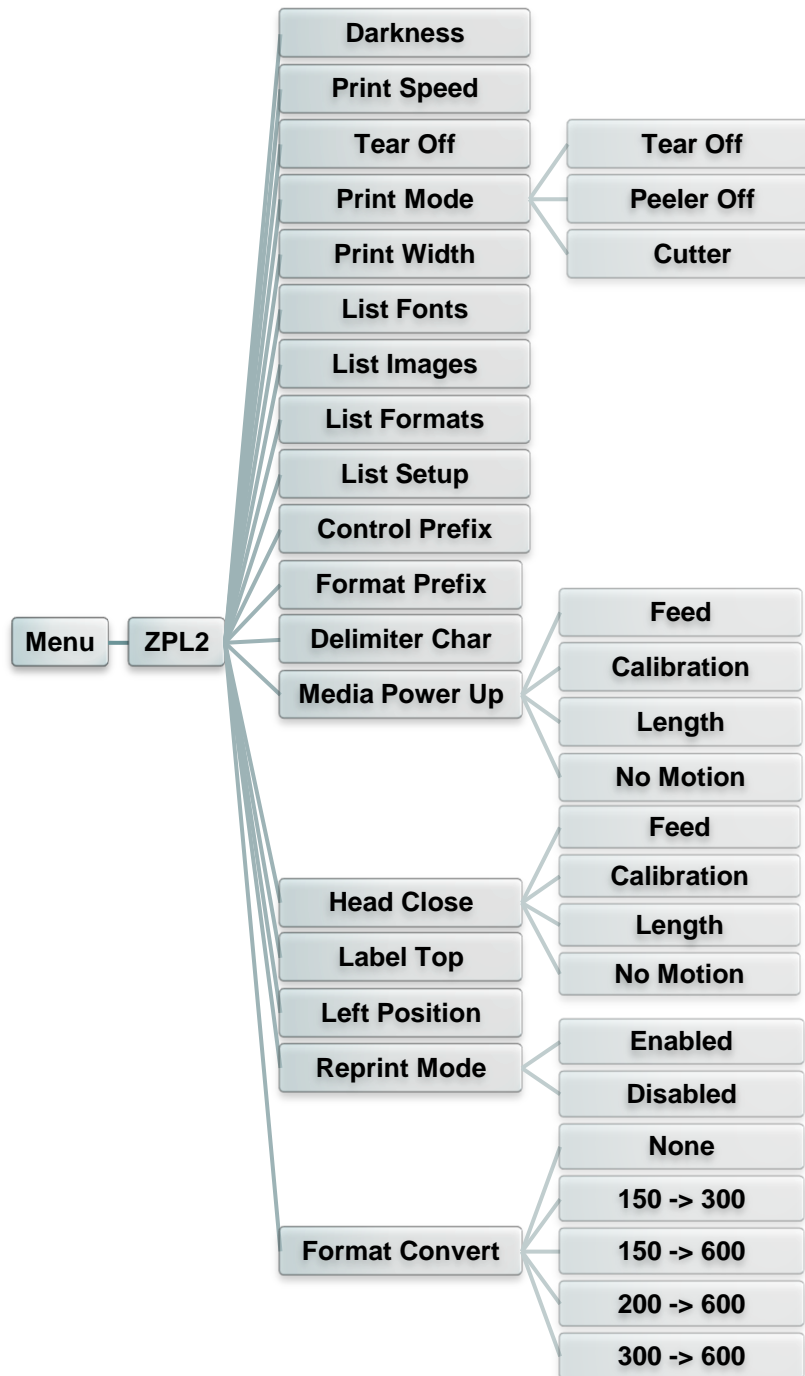 Menu
ZPL2
Darkness
Print Speed
Tear Off
Print Mode
Tear Off
Peeler Off
Cutter
Print Width
List Fonts
List Images
List Formats
List Setup
Control Prefix
Format Prefix
Delimiter Char
Media Power Up
Feed
Calibration
Length
No Motion
Head Close
Feed
Calibration
Length
No Motion
Label Top
Left Position
Reprint Mode
Enabled
Disabled
Format Convert
None
150 -> 300
150 -> 600
200 -> 600
300 -> 600